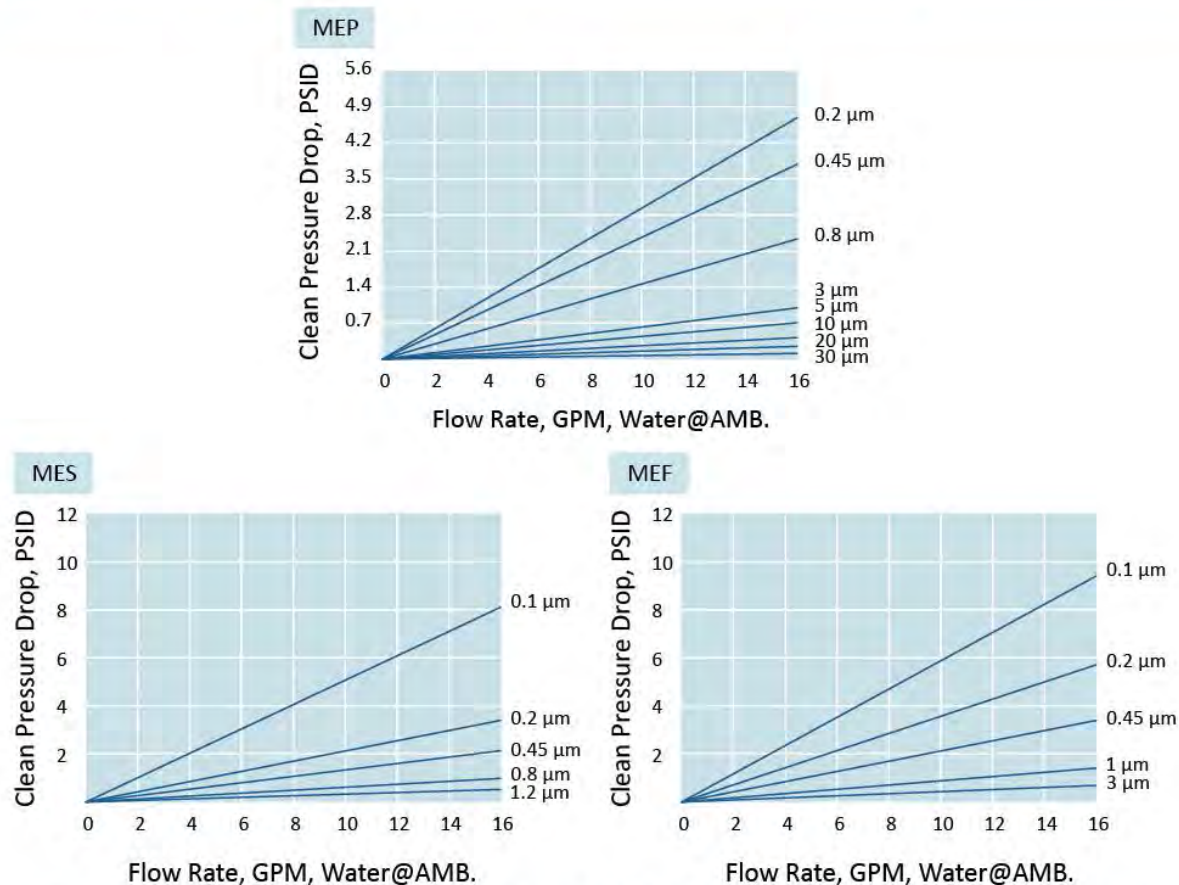 MEP
Clean Pressure Drop, PSID
5.6
4.9
4.2
3.5
2.8
2.1
1.4
0.7
0.2 µm
0.45 µm
0.8 µm
3 µm
5 µm
10 µm
20 µm
30 µm
0 2 4 6 8 10 12 14 16
Flow Rate, GPM, Water@AMB.
MES
Clean Pressure Drop, PSID
12
10
8
6
4
2
0.1 µm
0.2 µm
0.45 µm
0.8 µm
1.2 µm
0 2 4 6 8 10 12 14 16
Flow Rate, GPM, Water@AMB.
MEF
Clean Pressure Drop, PSID
12
10
8
6
4
2
0.1 µm
0.2 µm
0.45 µm
1 µm
3 µm
0 2 4 6 8 10 12 14 16
Flow Rate, GPM, Water@AMB.